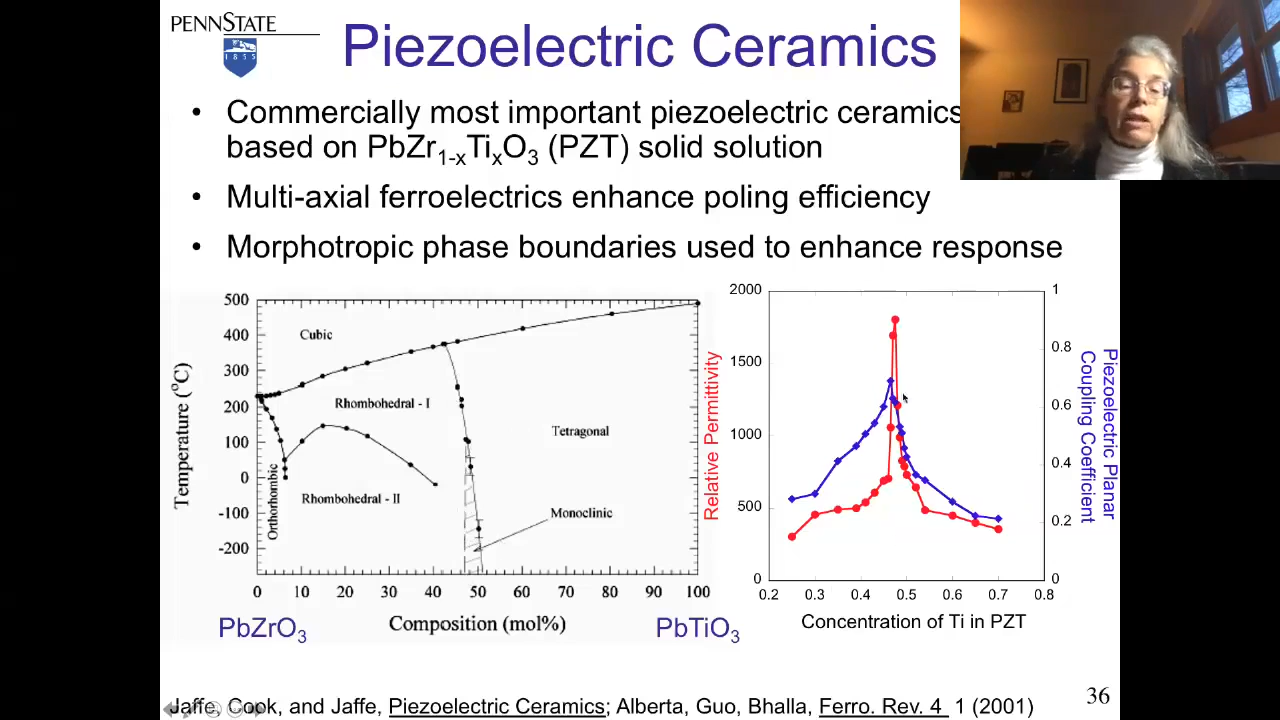 PENNSTATE
1 8 5 5
Piezoelectric Ceramics
• Commercially most important piezoelectric ceramics
based on PbZr1-xTixO3 (PZT) solid solution
• Multi-axial ferroelectrics enhance poling efficiency
• Morphotropic phase boundaries used to enhance response
500
400
300
200
100
0
-100
-200
Temperature (°C)
Cubic
Rhombohedral - I
Tetragonal
Rhombohedral - II
Orthorhombic
Monoclinic
0 10 20 30 40 50 60 70 80 90 100
PbZrO3 Composition (mol%) PbTiO3
2000
1500
1000
500
0
Relative Permittivity
1
0.8
0.6
0.4
0.2
0
Piezoelectric Planar
Coupling Coefficient
0.2 0.3 0.4 0.5 0.6 0.7 0.8
Concentration of Ti in PZT
Jaffe, Cook, and Jaffe, Piezoelectric Ceramics; Alberta, Guo, Bhalla, Ferro. Rev. 4 1 (2001)
36